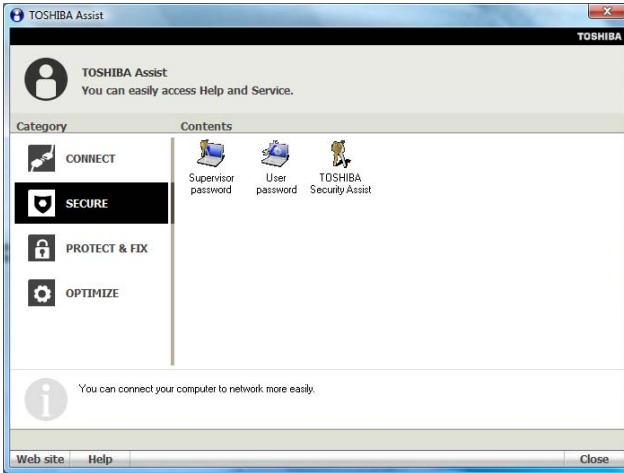 TOSHIBA Assist
TOSHIBA
TOSHIBA Assist
You can easily access Help and Service.
Category
Contents
CONNECT
SECURE
PROTECT & FIX
OPTIMIZE
Supervisor password
User password
TOSHIBA Security Assist
You can connect your computer to network more easily.
Web site
Help
Close